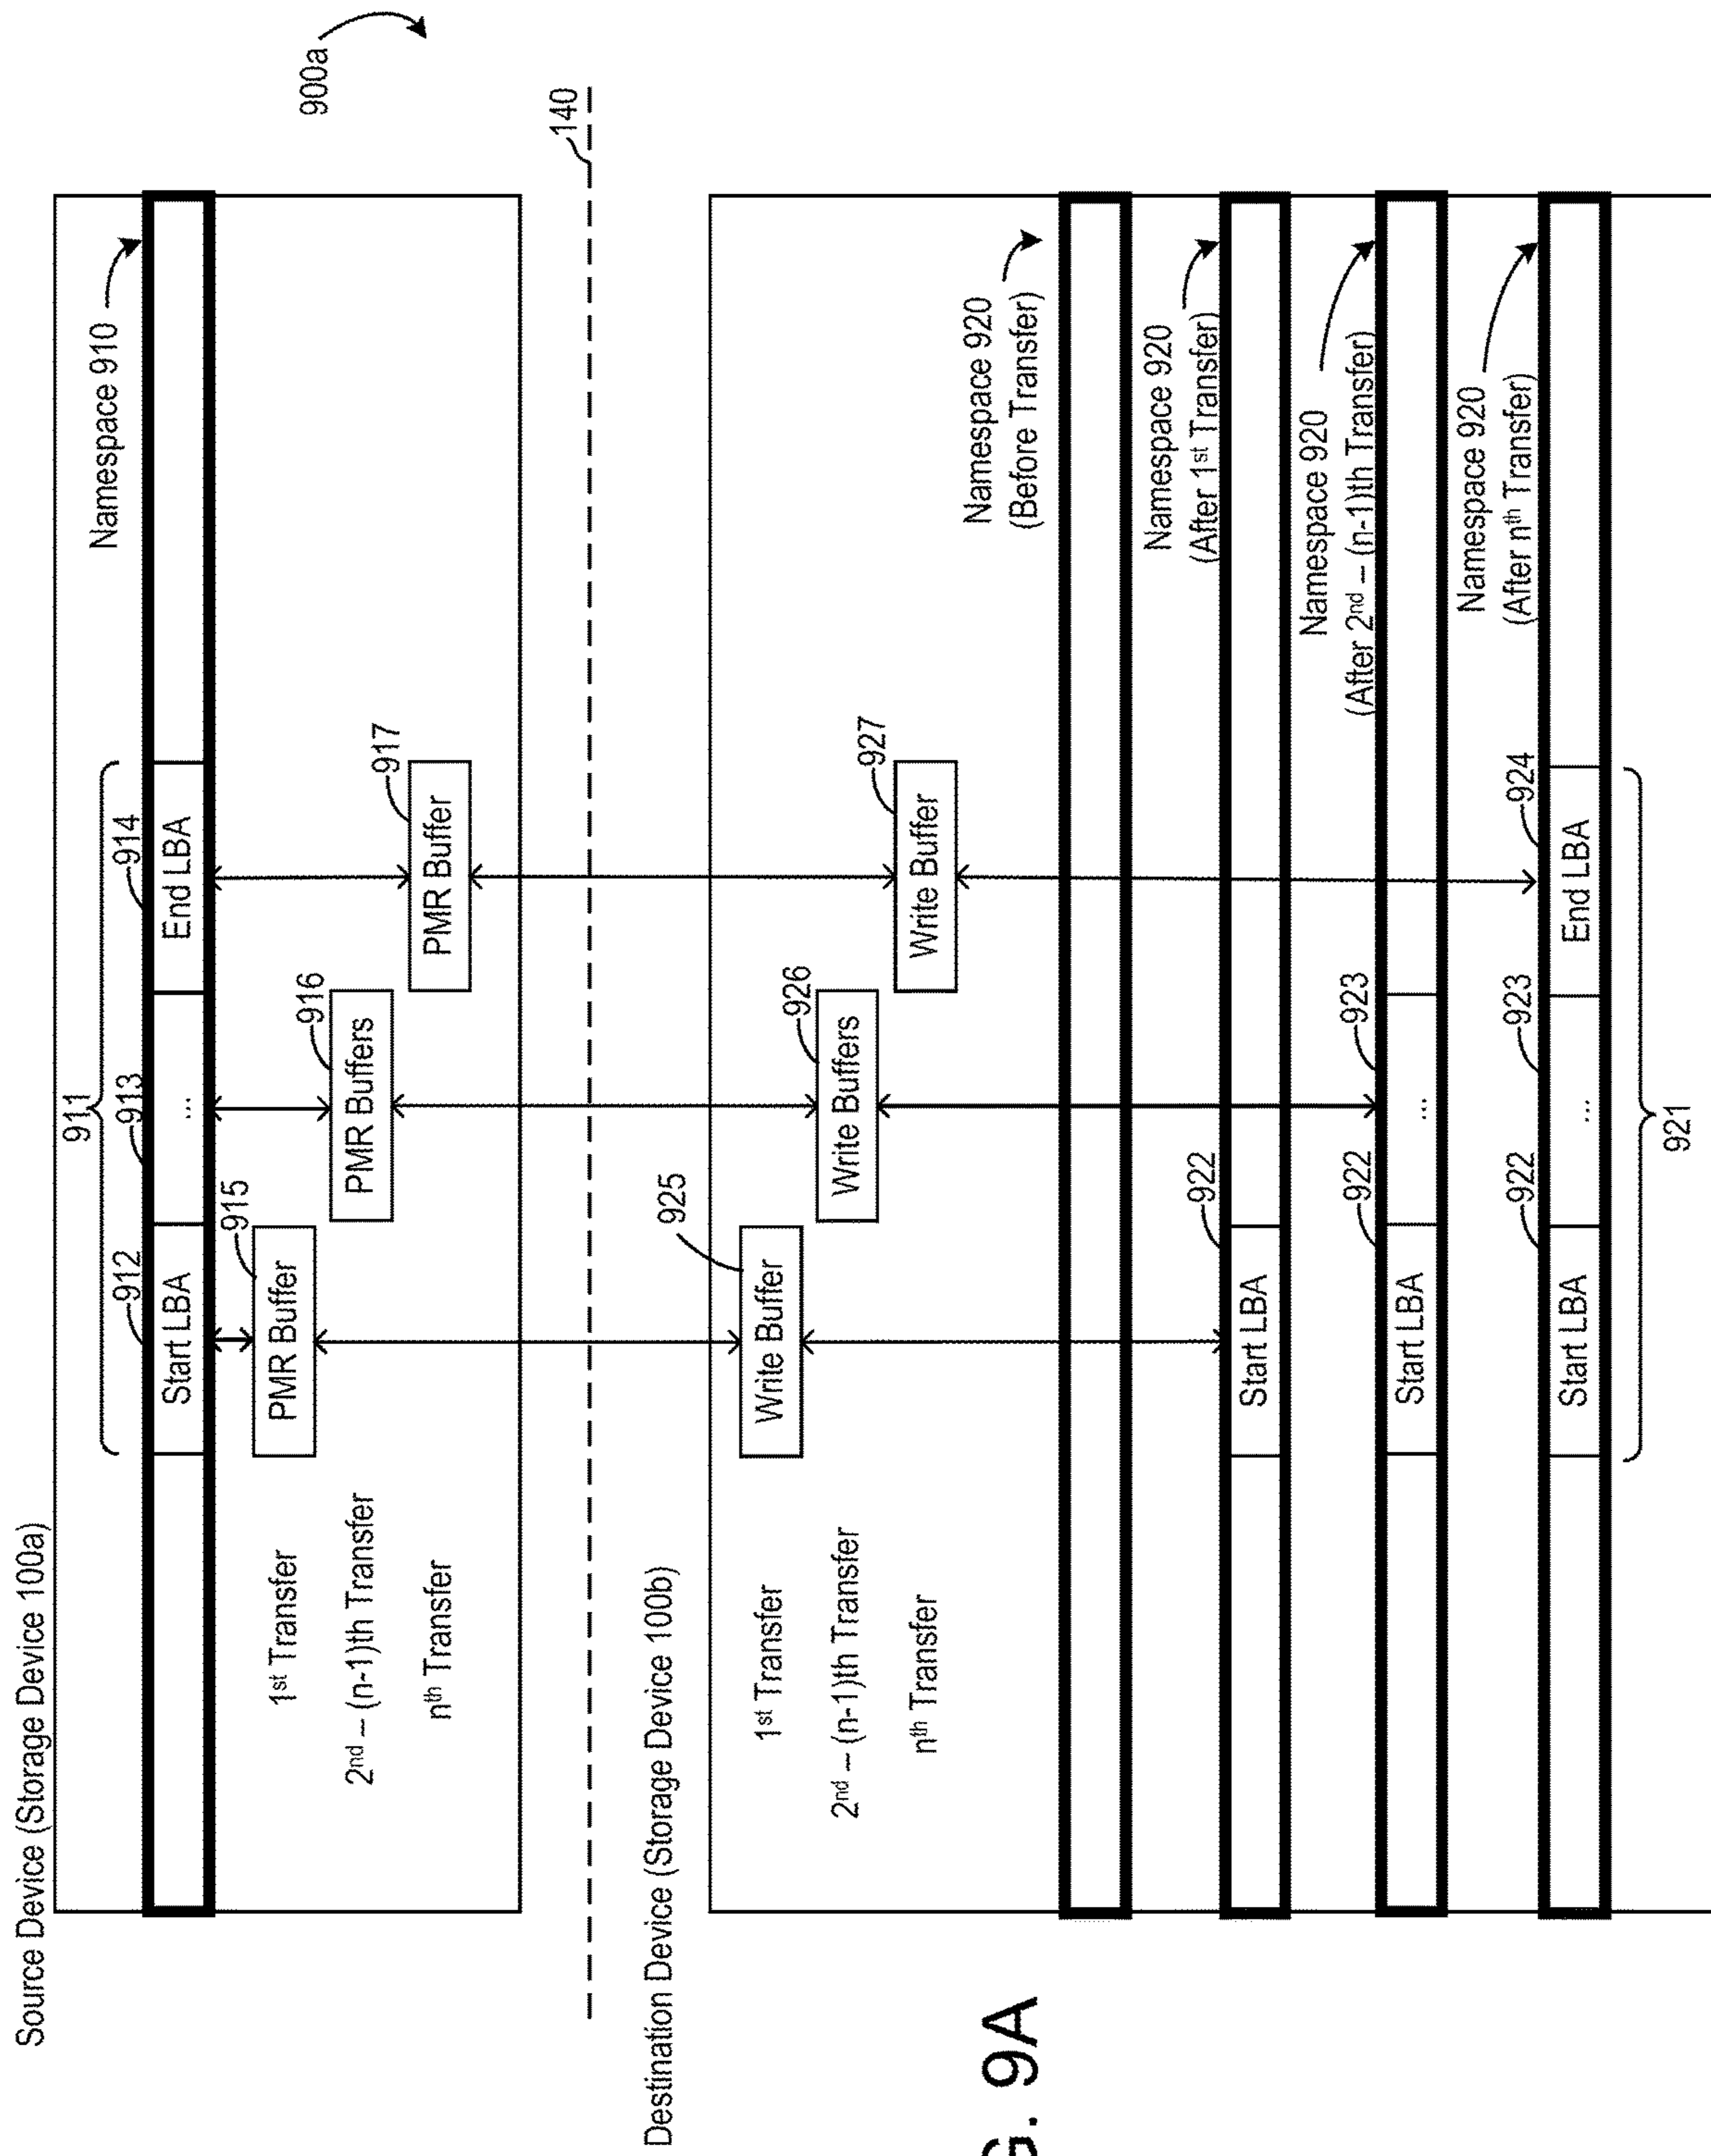 Source Device (Storage Device 100a)
900a
Namespace 910
911
912
913
914
Start LBA
...
End LBA
915
916
917
1st Transfer
PMR Buffer
2nd – (n-1)th Transfer
PMR Buffers
nth Transfer
PMR Buffer
140
Destination Device (Storage Device 100b)
925
926
927
1st Transfer
Write Buffer
2nd – (n-1)th Transfer
Write Buffers
nth Transfer
Write Buffer
Namespace 920
(Before Transfer)
Namespace 920
(After 1st Transfer)
922
Start LBA
Namespace 920
(After 2nd – (n-1)th Transfer)
922
923
Start LBA
...
Namespace 920
(After nth Transfer)
922
923
924
Start LBA
...
End LBA
921
G. 9A